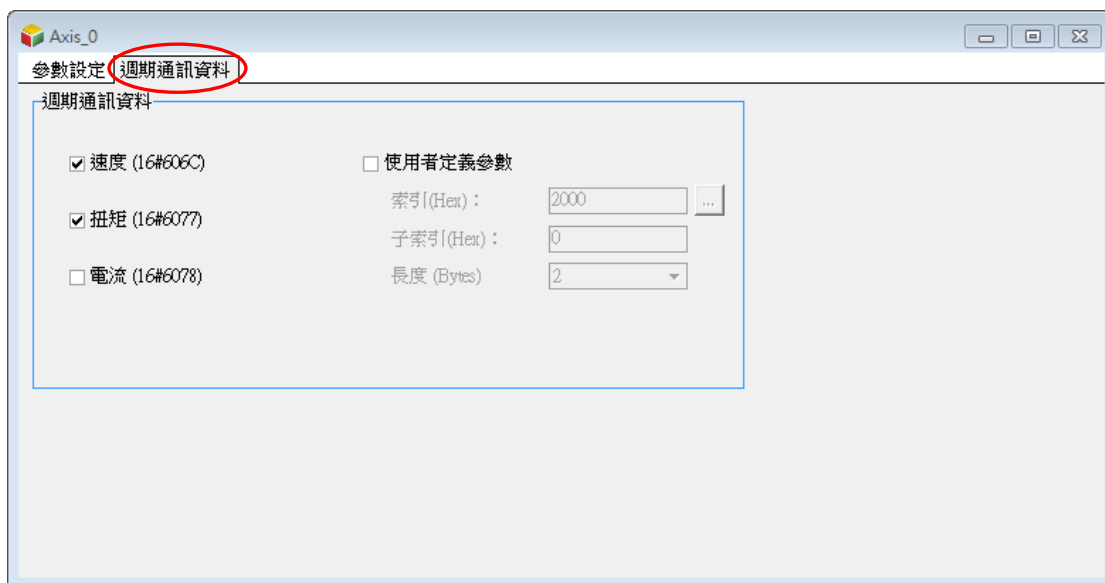 Axis_0
參數設定 週期通訊資料
週期通訊資料
速度 (16#606C)
扭矩 (16#6077)
電流 (16#6078)
使用者定義參數
索引(Hex)： 2000 ...
子索引(Hex)： 0
長度 (Bytes) 2